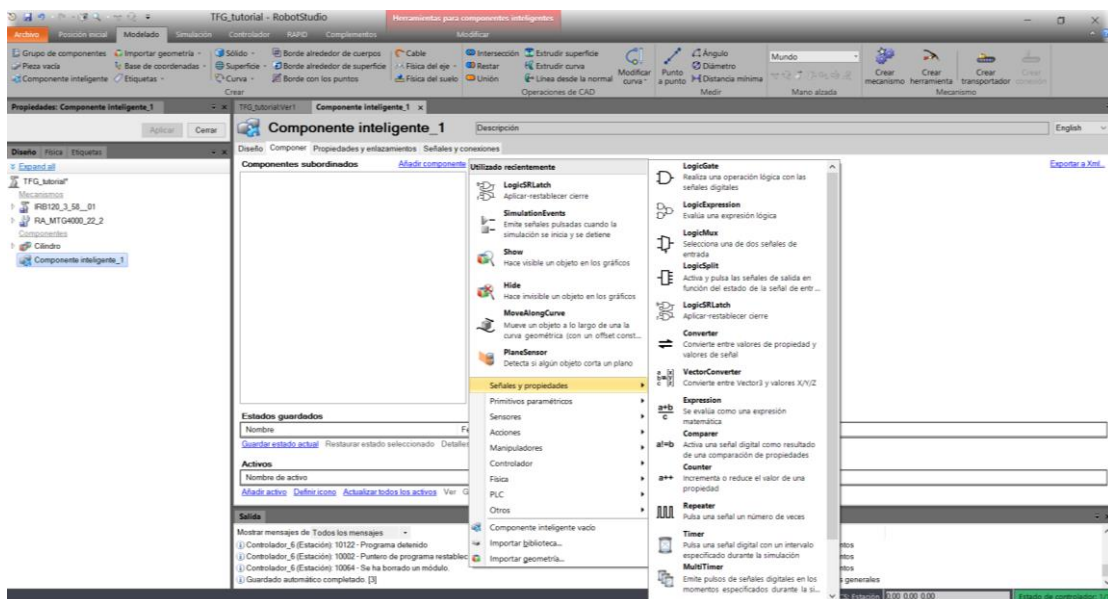 TFG_tutorial - RobotStudio
Herramientas para componentes inteligentes
Archivo Posición inicial Modelado Simulación Controlador RAPID Complementos Modificar
Grupo de componentes Importar geometría Sólido Borde alrededor de cuerpos Cable Intersección Extrudir superficie Ángulo Mundo
Pieza vacía Base de coordenadas Superficie Borde alrededor de superficie Física del eje Restar Extrudir curva Diámetro
Componente inteligente Etiquetas Curva Borde con los puntos Física del suelo Unión Línea desde la normal Distancia mínima
Modificar curva Punto a punto Crear mecanismo Crear herramienta Crear transportador Crear
Crear Operaciones de CAD Medir Mano alzada Mecanismo
Propiedades: Componente inteligente_1
TFG_tutorial:Ver1 Componente inteligente_1
Aplicar Cerrar
Componente inteligente_1 Descripción English
Diseño Física Etiquetas
Diseño Componer Propiedades y enlazamientos Señales y conexiones
Expand all
TFG_tutorial*
Mecanismos
IRB120_3_58__01
RA_MTG4000_22_2
Componentes
Cilindro
Componente inteligente_1
Componentes subordinados Añadir componente Exportar a Xml...
Estados guardados
Nombre
Guardar estado actual Restaurar estado seleccionado Detalles
Activos
Nombre de activo
Añadir activo Definir icono Actualizar todos los activos Ver
Utilizado recientemente
LogicSRLatch
Aplicar-restablecer cierre
SimulationEvents
Emite señales pulsadas cuando la
simulación se inicia y se detiene
Show
Hace visible un objeto en los gráficos
Hide
Hace invisible un objeto en los gráficos
MoveAlongCurve
Mueve un objeto a lo largo de una la
curva geométrica (con un offset const...
PlaneSensor
Detecta si algún objeto corta un plano
Señales y propiedades
Primitivos paramétricos
Sensores
Acciones
Manipuladores
Controlador
Física
PLC
Otros
Componente inteligente vacío
Importar biblioteca...
Importar geometría...
LogicGate
Realiza una operación lógica con las
señales digitales
LogicExpression
Evalúa una expresión lógica
LogicMux
Selecciona una de dos señales de
entrada
LogicSplit
Activa y pulsa las señales de salida en
función del estado de la señal de entr...
LogicSRLatch
Aplicar-restablecer cierre
Converter
Convierte entre valores de propiedad y
valores de señal
VectorConverter
Convierte entre Vector3 y valores X/Y/Z
a+b
c
Expression
Se evalúa como una expresión
matemática
a!=b
Comparer
Activa una señal digital como resultado
de una comparación de propiedades
a++
Counter
Incrementa o reduce el valor de una
propiedad
Repeater
Pulsa una señal un número de veces
Timer
Pulsa una señal digital con un intervalo
especificado durante la simulación
MultiTimer
Emite pulsos de señales digitales en los
momentos especificados durante la si...
Salida
Mostrar mensajes de Todos los mensajes
Controlador_6 (Estación): 10122 - Programa detenido
Controlador_6 (Estación): 10002 - Puntero de programa restablec
Controlador_6 (Estación): 10064 - Se ha borrado un módulo.
Guardado automático completado. [3]
generales
0.00 0.00 0.00 Estado de controlador: 1/1